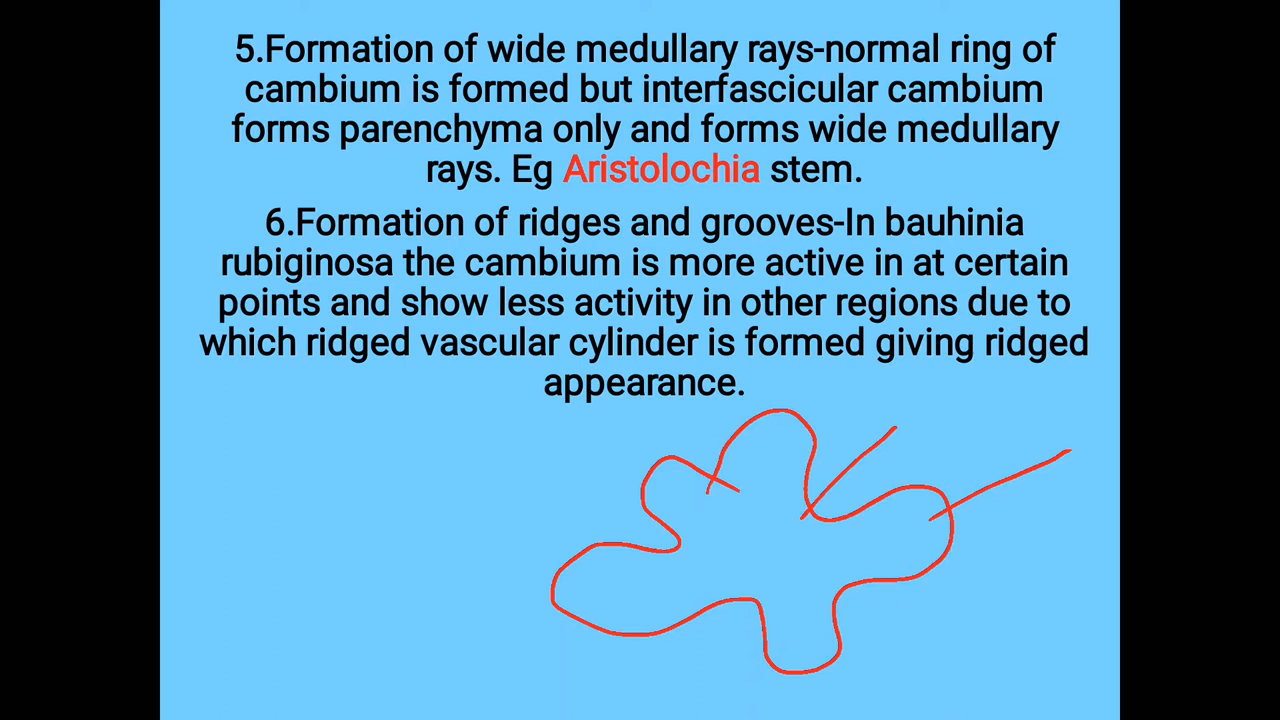 5.Formation of wide medullary rays-normal ring of
cambium is formed but interfascicular cambium
forms parenchyma only and forms wide medullary
rays. Eg Aristolochia stem.
6.Formation of ridges and grooves-In bauhinia
rubiginosa the cambium is more active in at certain
points and show less activity in other regions due to
which ridged vascular cylinder is formed giving ridged
appearance.